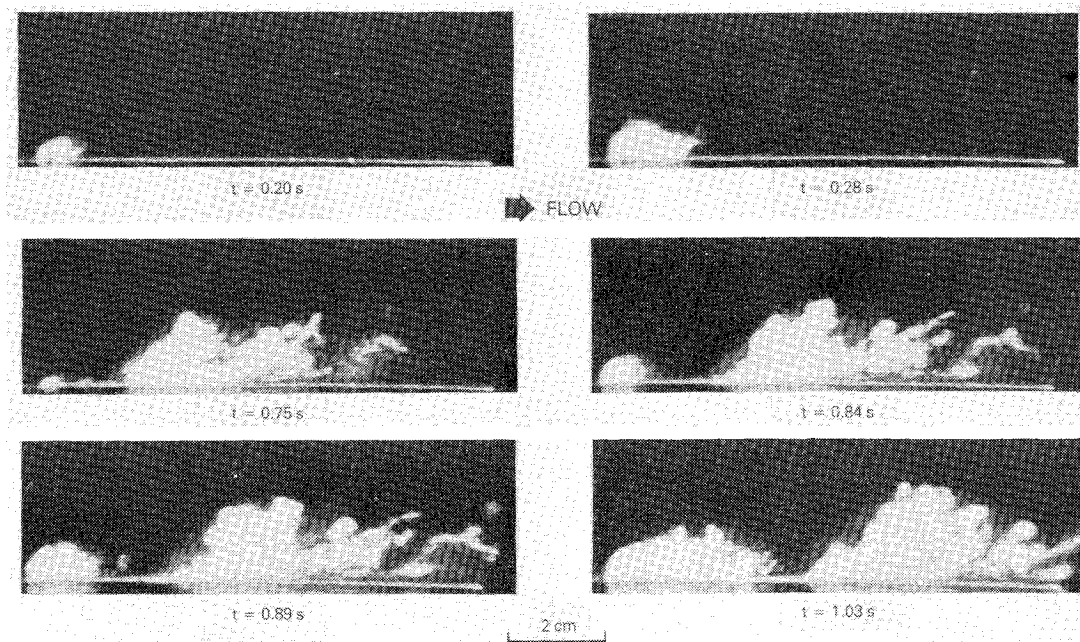 t = 0.20 s
t = 0.28 s
FLOW
t = 0.75 s
t = 0.84 s
t = 0.89 s
t = 1.03 s
2 cm